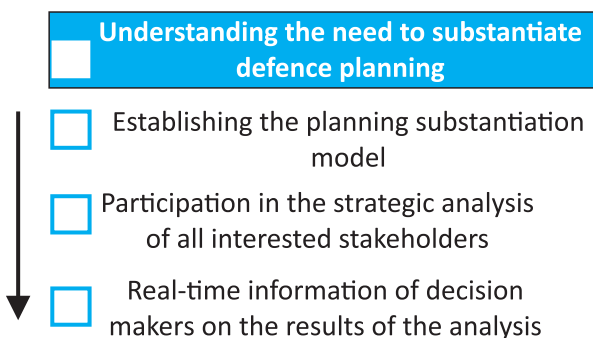 Understanding the need to substantiate
defence planning
Establishing the planning substantiation
model
Participation in the strategic analysis
of all interested stakeholders
Real-time information of decision
makers on the results of the analysis